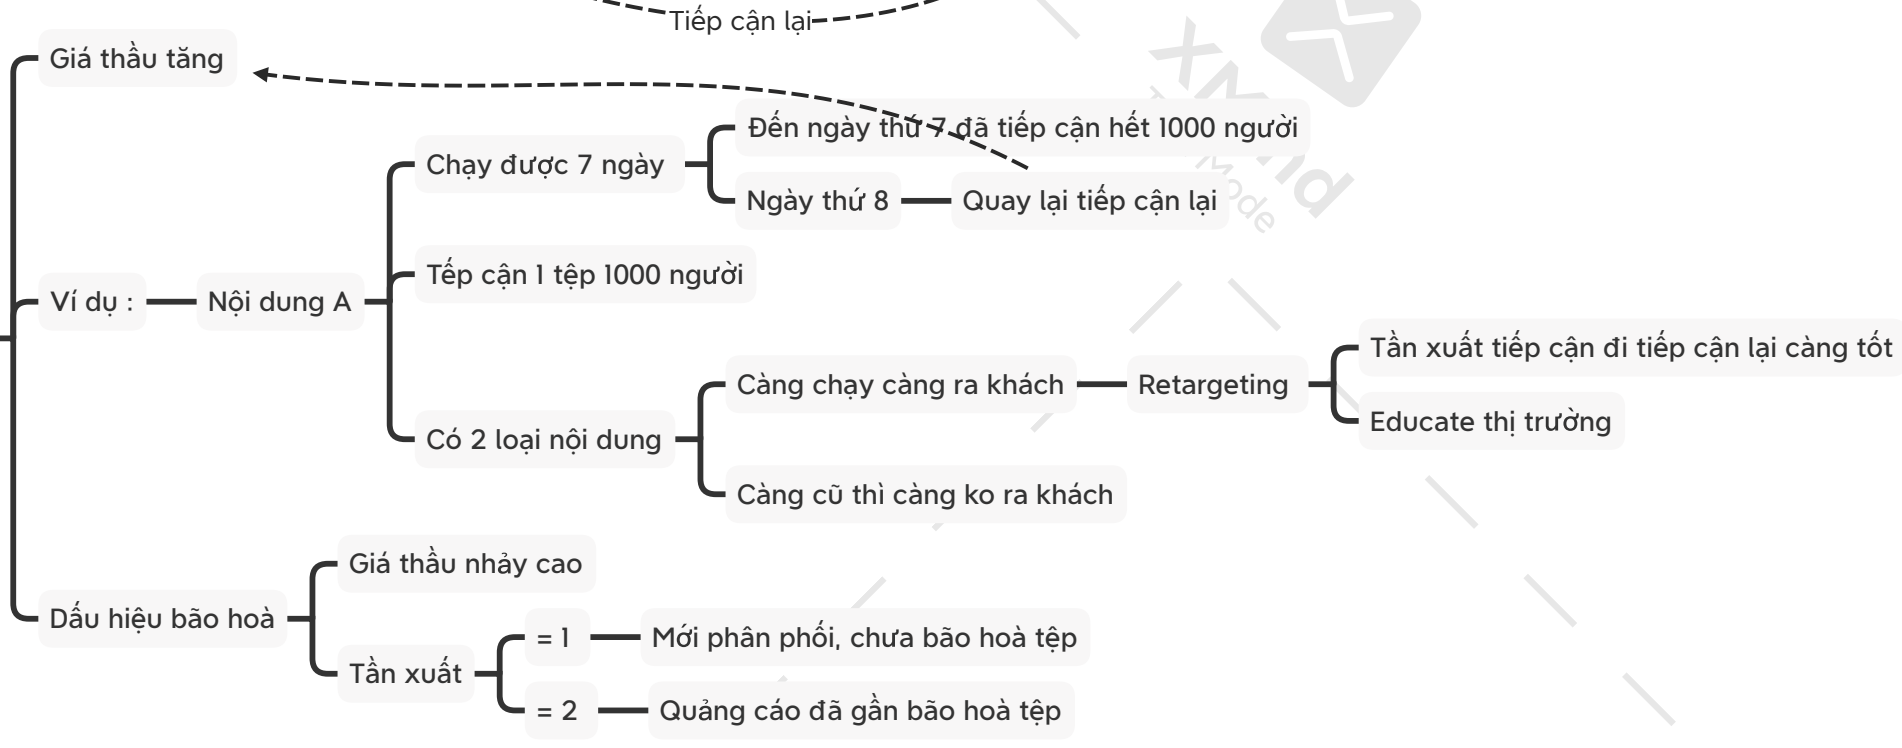 Tiếp cận lại
Giá thầu tăng
Ví dụ :
Nội dung A
Chạy được 7 ngày
Đến ngày thứ 7 đã tiếp cận hết 1000 người
Ngày thứ 8
Quay lại tiếp cận lại
Tếp cận 1 tệp 1000 người
Có 2 loại nội dung
Càng chạy càng ra khách
Retargeting
Tần xuất tiếp cận đi tiếp cận lại càng tốt
Educate thị trường
Càng cũ thì càng ko ra khách
Dấu hiệu bão hoà
Giá thầu nhảy cao
Tần xuất
= 1
Mới phân phối, chưa bão hoà tệp
= 2
Quảng cáo đã gần bão hoà tệp
XMind
Mode